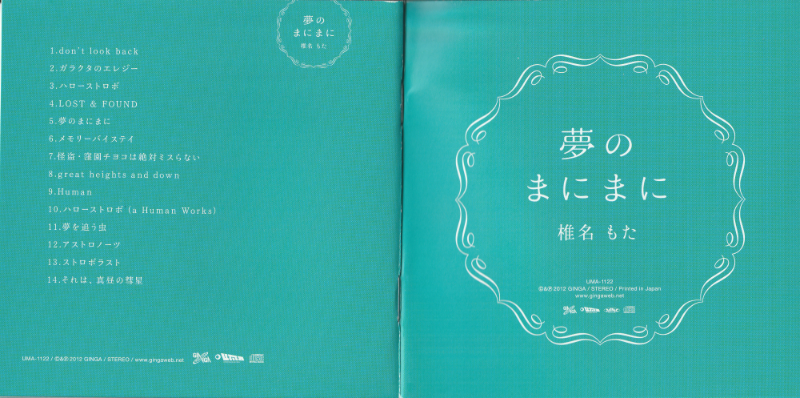 夢の
まにまに
椎名 もた
1.don't look back
2.ガラクタのエレジー
3.ハローストロボ
4.LOST & FOUND
5.夢のまにまに
6.メモリーバイステイ
7.怪盗・窪園チヨコは絶対ミスらない
8.great heights and down
9.Human
10.ハローストロボ (a Human Works)
11.夢を追う虫
12.アストロノーツ
13.ストロボラスト
14.それは、真昼の彗星
UMA-1122 / ©&℗2012 GINGA / STEREO / www.gingaweb.net
夢の
まにまに
椎名 もた
UMA-1122
©&℗2012 GINGA / STEREO / Printed in Japan
www.gingaweb.net